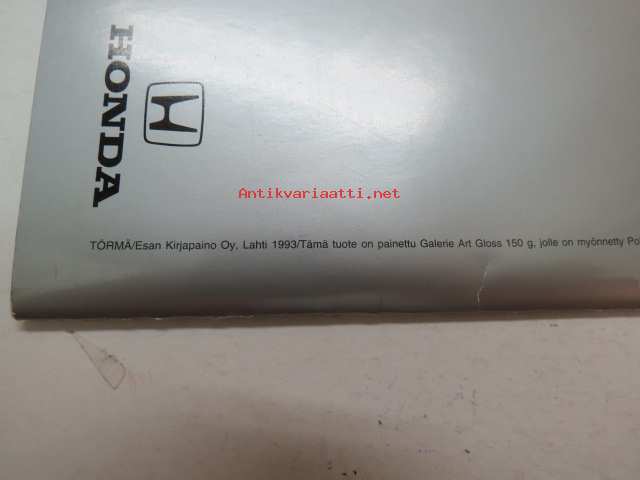 HONDA
Antikvariaatti.net
TÖRMÄ/Esan Kirjapaino Oy, Lahti 1993/Tämä tuote on painettu Galerie Art Gloss 150 g, jolle on myönnetty Po